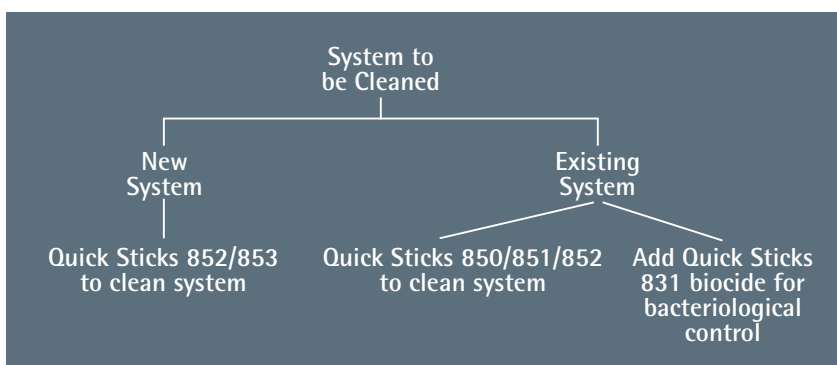 System to
be Cleaned
New
System
Existing
System
Quick Sticks 852/853
to clean system
Quick Sticks 850/851/852
to clean system
Add Quick Sticks
831 biocide for
bacteriological
control